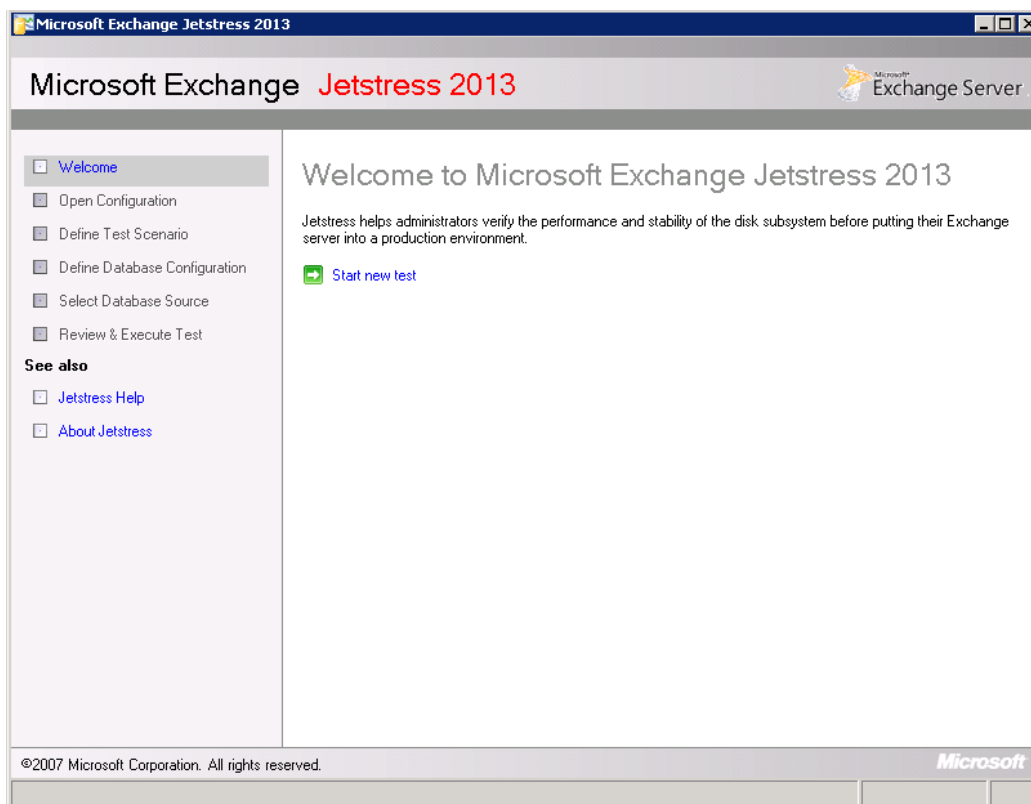 Microsoft Exchange Jetstress 2013
Microsoft Exchange Jetstress 2013
Microsoft
Exchange Server
Welcome
Open Configuration
Define Test Scenario
Define Database Configuration
Select Database Source
Review & Execute Test
See also
Jetstress Help
About Jetstress
Welcome to Microsoft Exchange Jetstress 2013
Jetstress helps administrators verify the performance and stability of the disk subsystem before putting their Exchange
server into a production environment.
Start new test
©2007 Microsoft Corporation. All rights reserved.
Microsoft